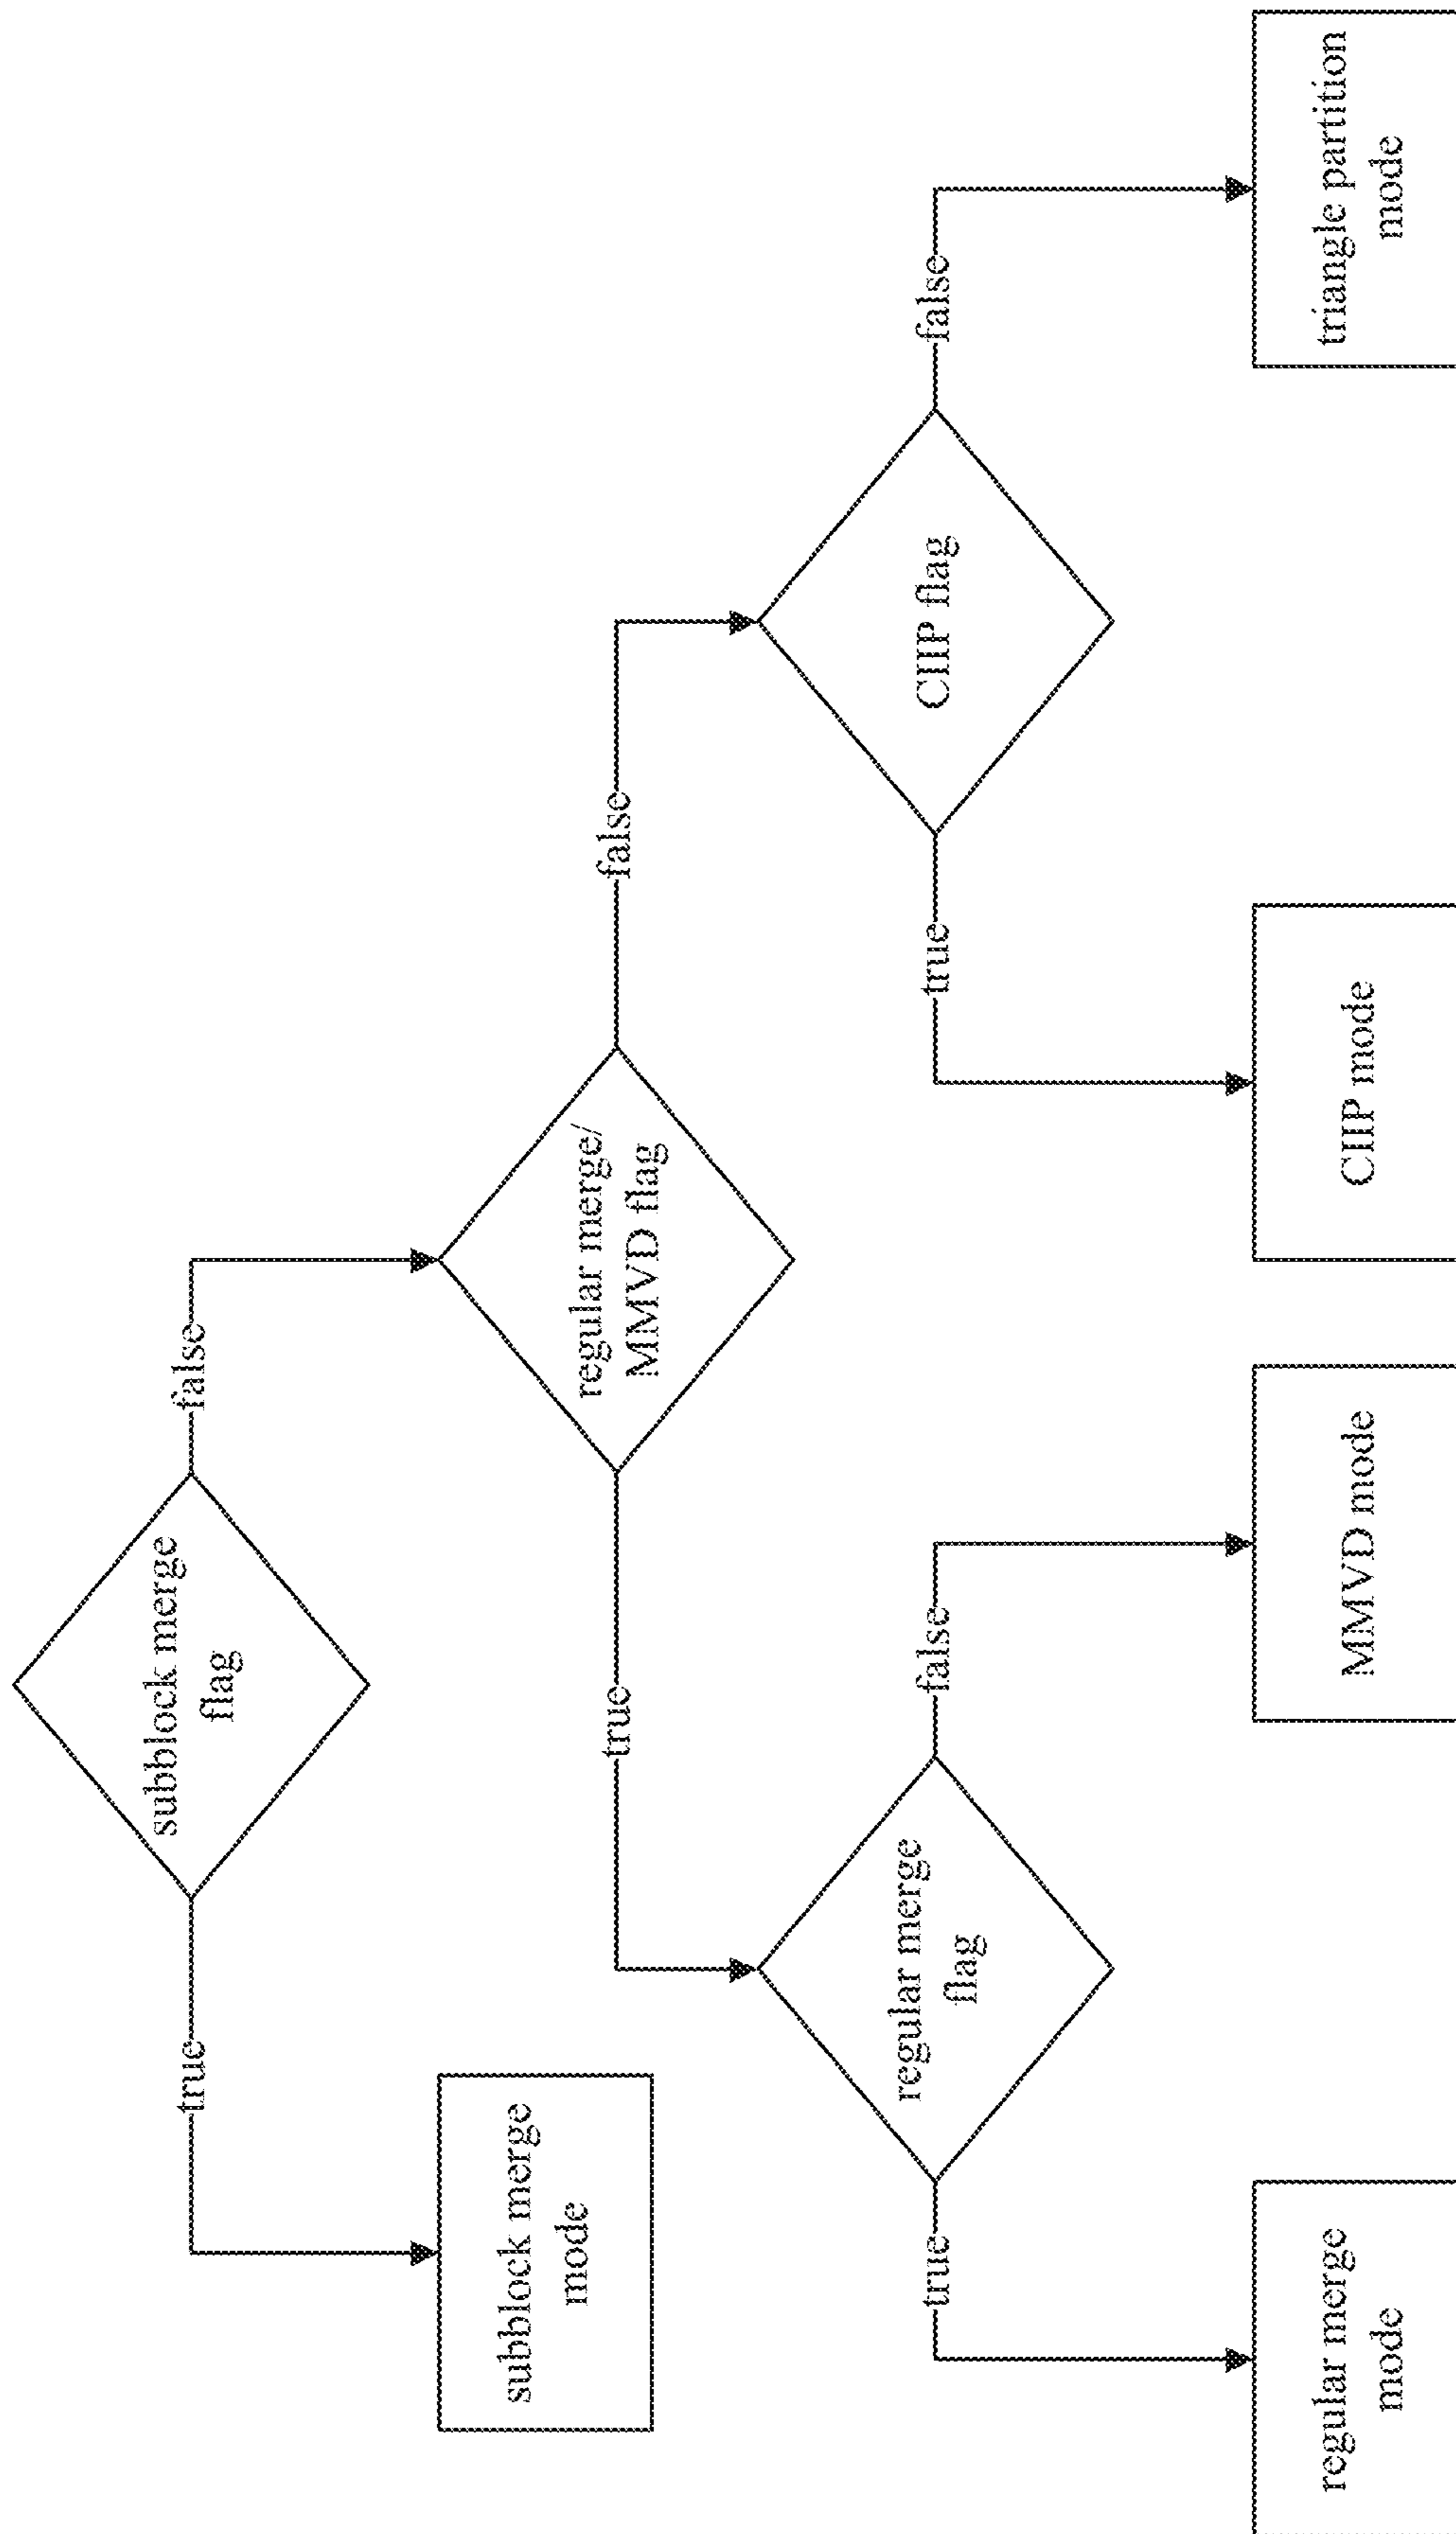 subblock merge
flag
true
false
subblock merge
mode
regular merge/
MMVD flag
true
false
regular merge
flag
CIIP flag
true
false
true
false
regular merge
mode
MMVD mode
CIIP mode
triangle partition
mode